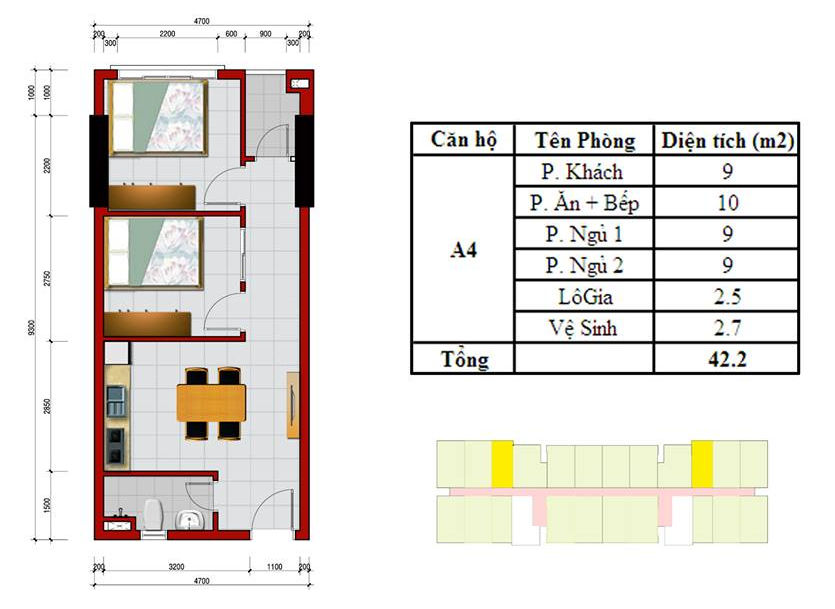 4700
200 2200 600 900 200
300 300
1000 1000
2200
2750
9300
2850
1500
200 3200 1100 200
4700
Căn hộ Tên Phòng Diện tích (m2)
P. Khách 9
P. Ăn + Bếp 10
P. Ngủ 1 9
A4
P. Ngủ 2 9
LôGia 2.5
Vệ Sinh 2.7
Tổng 42.2